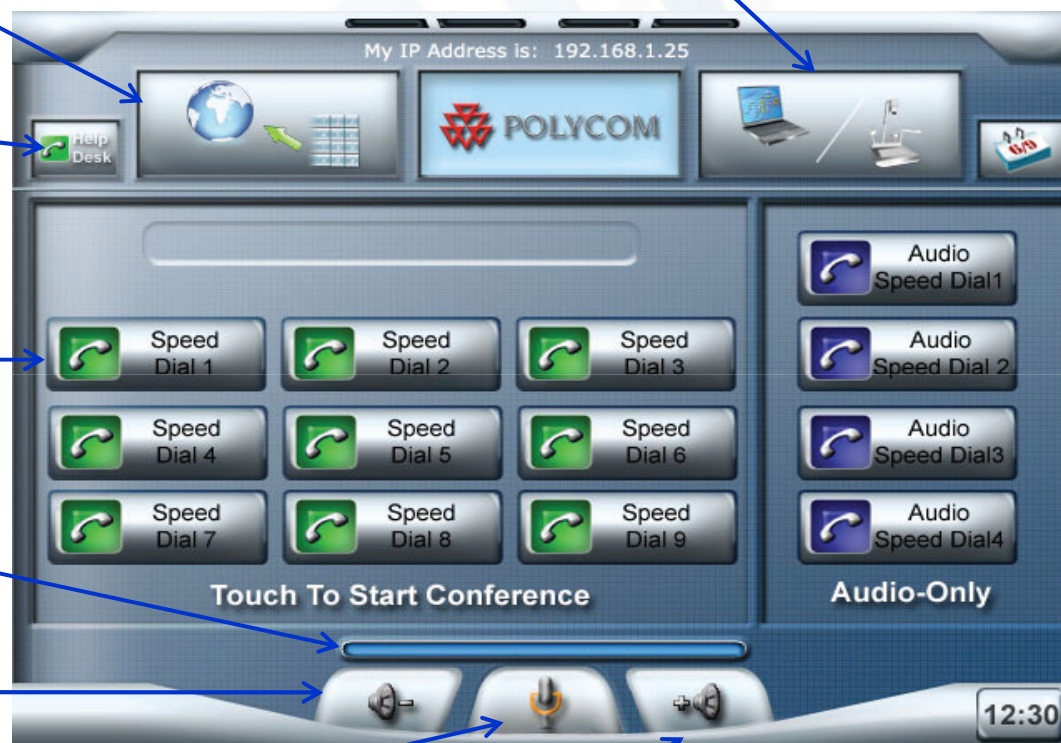 My IP Address is: 192.168.1.25
Help
Desk
POLYCOM
6/9
Audio
Speed Dial1
Speed
Dial 1
Speed
Dial 2
Speed
Dial 3
Audio
Speed Dial 2
Speed
Dial 4
Speed
Dial 5
Speed
Dial 6
Audio
Speed Dial3
Speed
Dial 7
Speed
Dial 8
Speed
Dial 9
Audio
Speed Dial4
Touch To Start Conference
Audio-Only
12:30